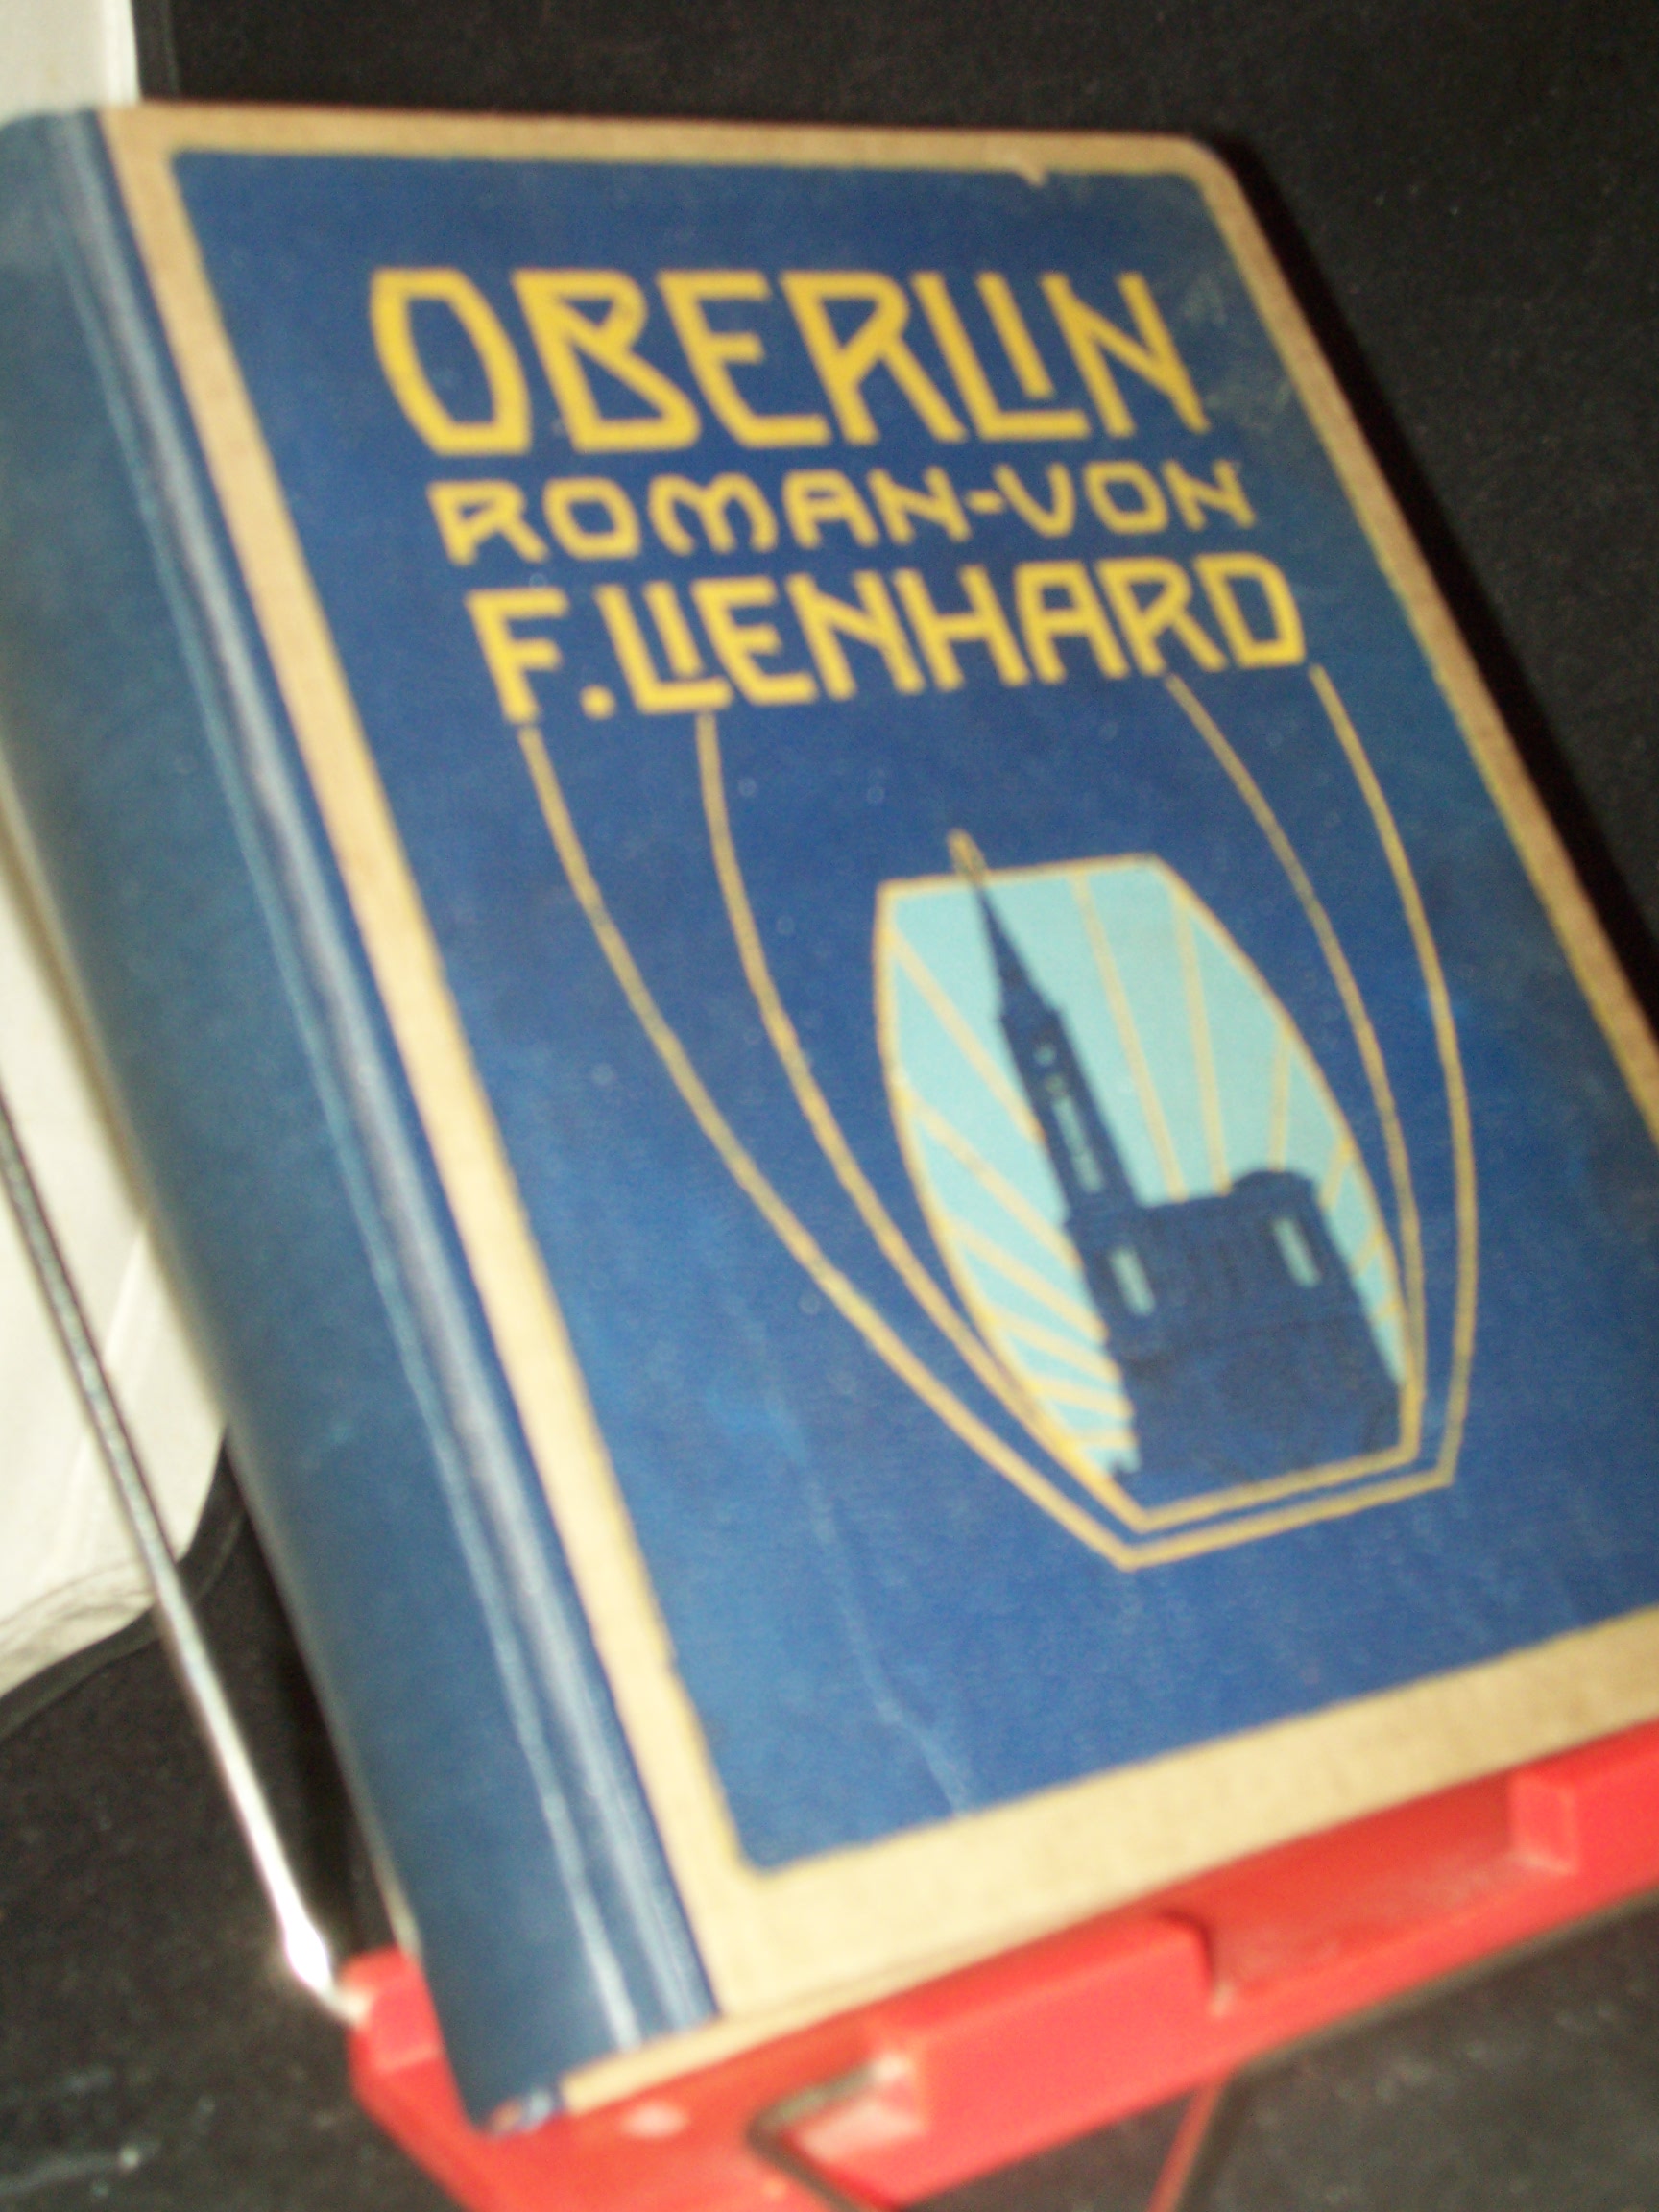 OBERLIN
ROMAN-VON
F. LIENHARD